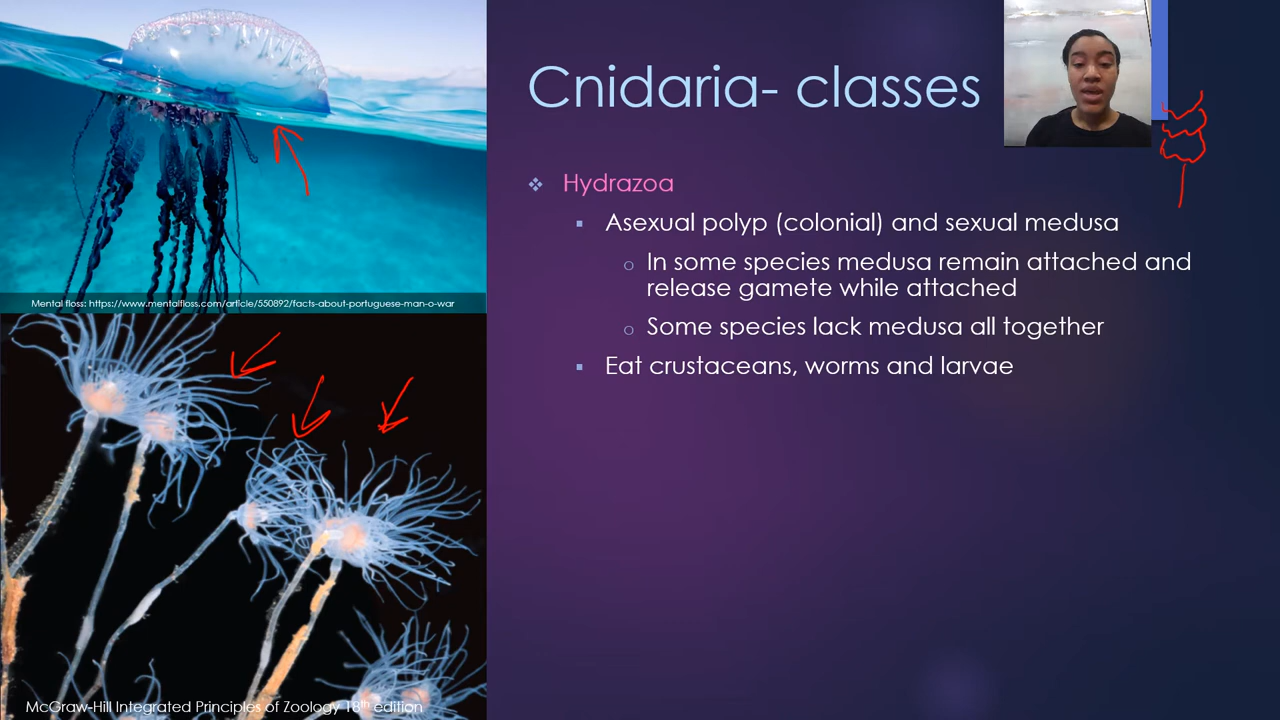 Cnidaria- classes
❖ Hydrazoa
▪ Asexual polyp (colonial) and sexual medusa
o In some species medusa remain attached and
release gamete while attached
o Some species lack medusa all together
▪ Eat crustaceans, worms and larvae
Mental floss: https://www.mentalfloss.com/article/550892/facts-about-portuguese-man-o-war
McGraw-Hill Integrated Principles of Zoology 18th edition